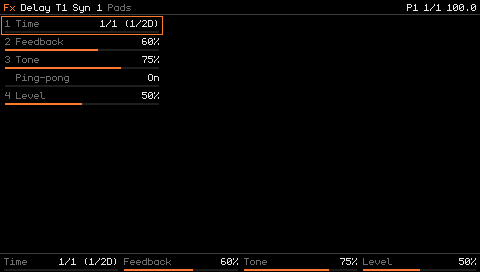 Fx Delay T1 Syn 1 Pads P1 1/1 100.0
1 Time 1/1 (1/2D)
2 Feedback 60%
3 Tone 75%
Ping-pong On
4 Level 50%
Time 1/1 (1/2D) Feedback 60% Tone 75% Level 50%